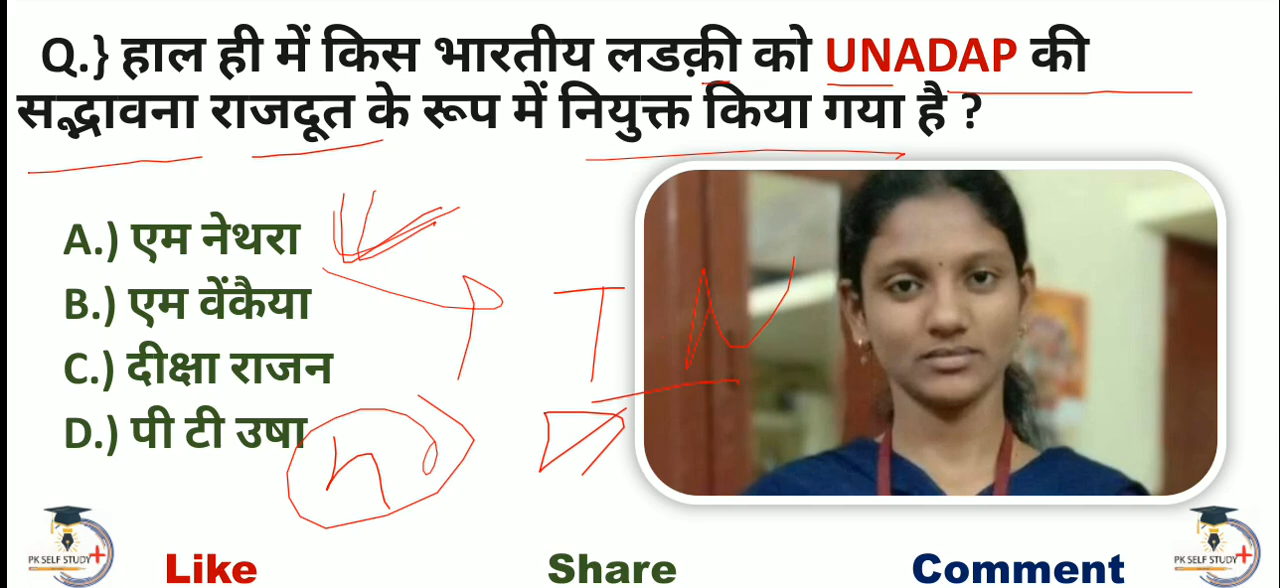 Q.} हाल ही में किस भारतीय लडक़ी को UNADAP की
सद्भावना राजदूत के रूप में नियुक्त किया गया है ?
A.) एम नेथरा
B.) एम वेंकैया
C.) दीक्षा राजन
D.) पी टी उषा
TN
PK SELF STUDY+
PK SELF STUDY+
Like Share Comment